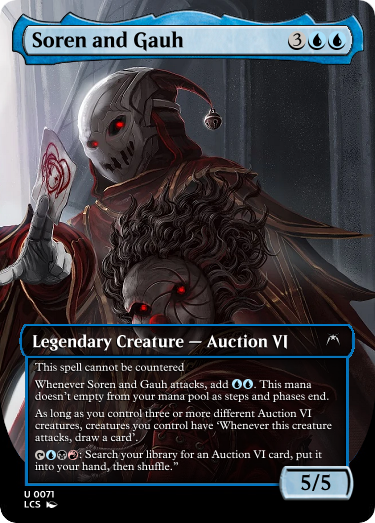 Soren and Gauh 3
Legendary Creature — Auction VI
This spell cannot be countered
Whenever Soren and Gauh attacks, add . This mana
doesn't empty from your mana pool as steps and phases end.
As long as you control three or more different Auction VI
creatures, creatures you control have ‘Whenever this creature
attacks, draw a card’.
: Search your library for an Auction VI card, put it
into your hand, then shuffle.”
5/5
U 0071
LCS